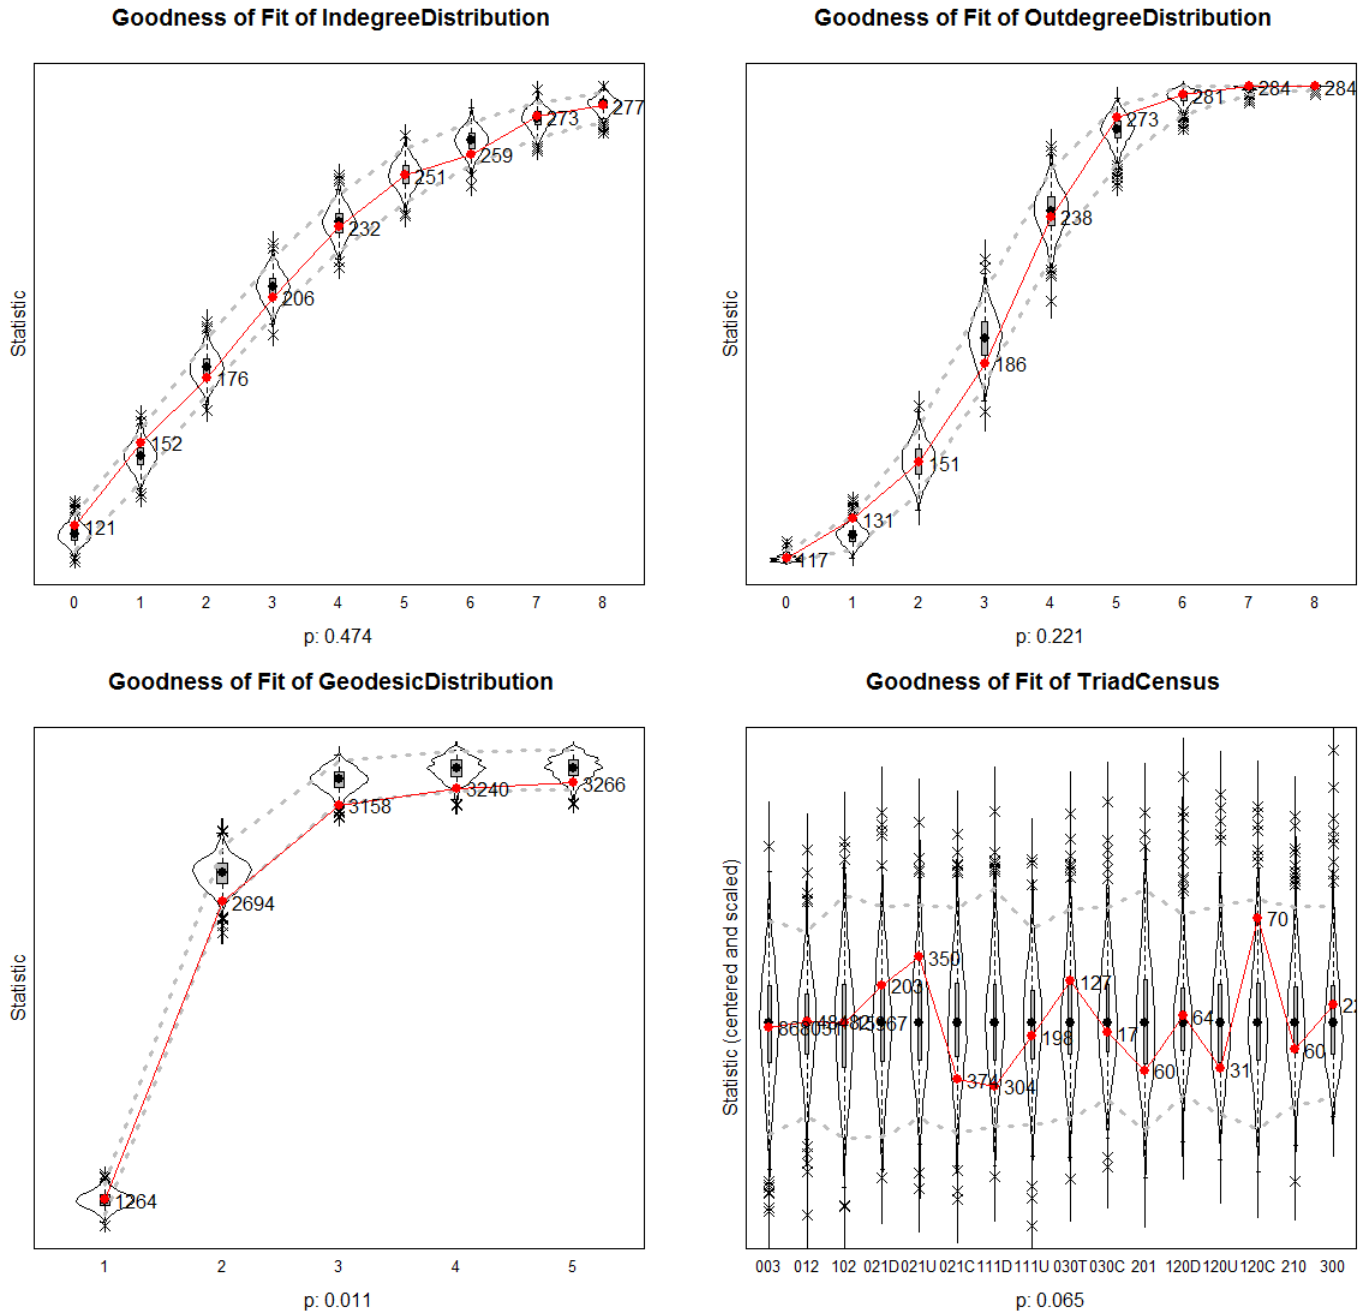 Goodness of Fit of IndegreeDistribution
Statistic
121
152
176
206
232
251
259
273
277
0 1 2 3 4 5 6 7 8
p: 0.474
Goodness of Fit of OutdegreeDistribution
Statistic
117
131
151
186
238
273
281
284
284
0 1 2 3 4 5 6 7 8
p: 0.221
Goodness of Fit of GeodesicDistribution
Statistic
1264
2694
3158
3240
3266
1 2 3 4 5
p: 0.011
Goodness of Fit of TriadCensus
Statistic (centered and scaled)
203
350
374
304
198
127
17
60
64
31
70
60
003 012 102 021D 021U 021C 111D 111U 030T 030C 201 120D 120U 120C 210 300
p: 0.065